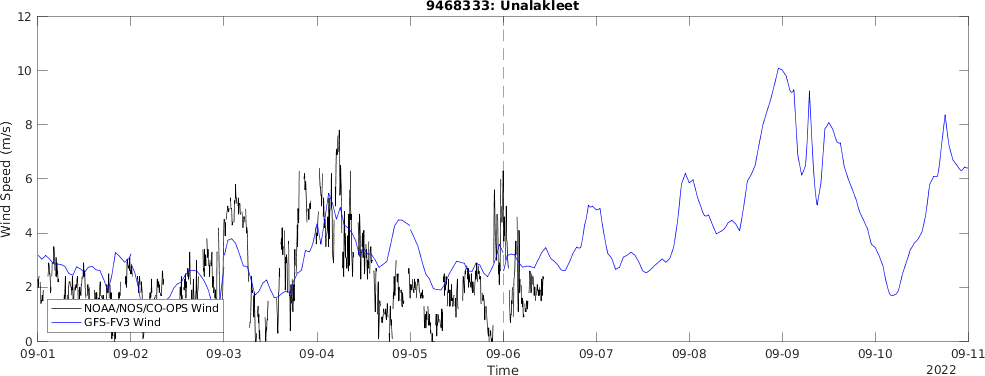 9468333: Unalakleet
Wind Speed (m/s)
12
10
8
6
4
2
0
NOAA/NOS/CO-OPS Wind
GFS-FV3 Wind
09-01 09-02 09-03 09-04 09-05 09-06 09-07 09-08 09-09 09-10 09-11
Time
2022